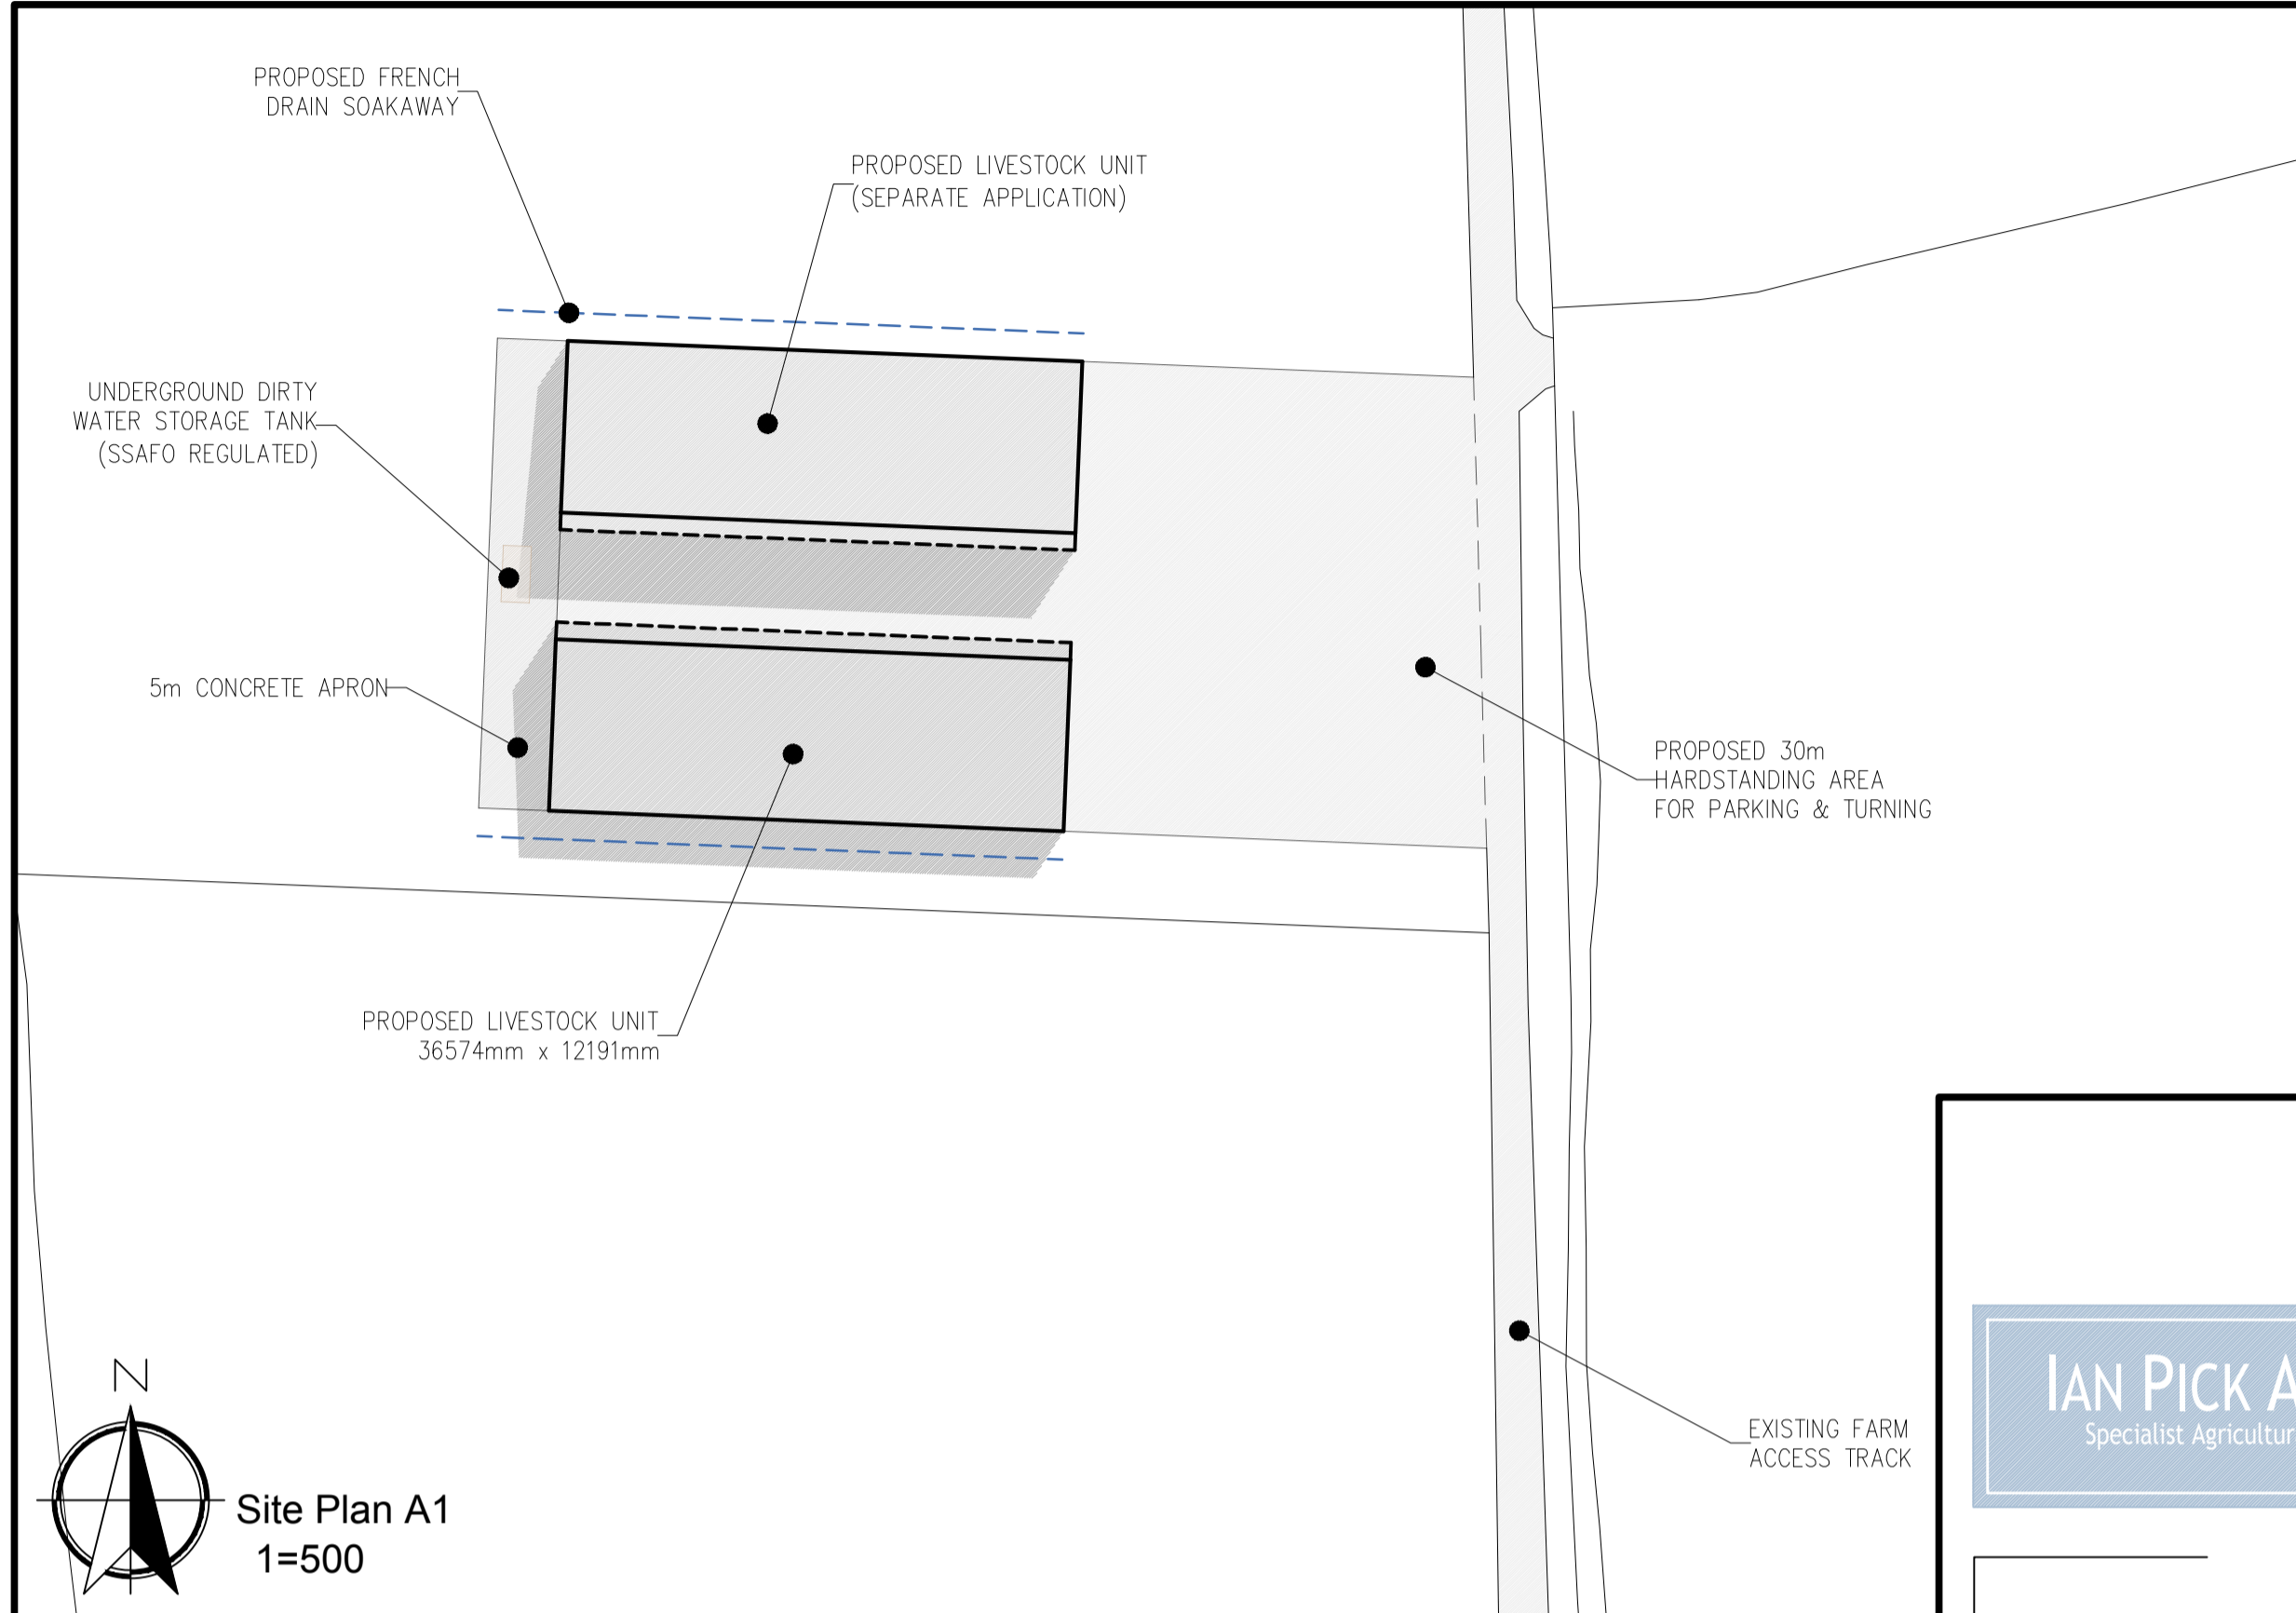 PROPOSED FRENCH
DRAIN SOAKAWAY
PROPOSED LIVESTOCK UNIT
(SEPARATE APPLICATION)
UNDERGROUND DIRTY
WATER STORAGE TANK
(SSAFO REGULATED)
5m CONCRETE APRON
PROPOSED 30m
HARDSTANDING AREA
FOR PARKING & TURNING
PROPOSED LIVESTOCK UNIT
36574mm x 12191mm
EXISTING FARM
ACCESS TRACK
N
Site Plan A1
1=500
IAN PICK A
Specialist Agricultur